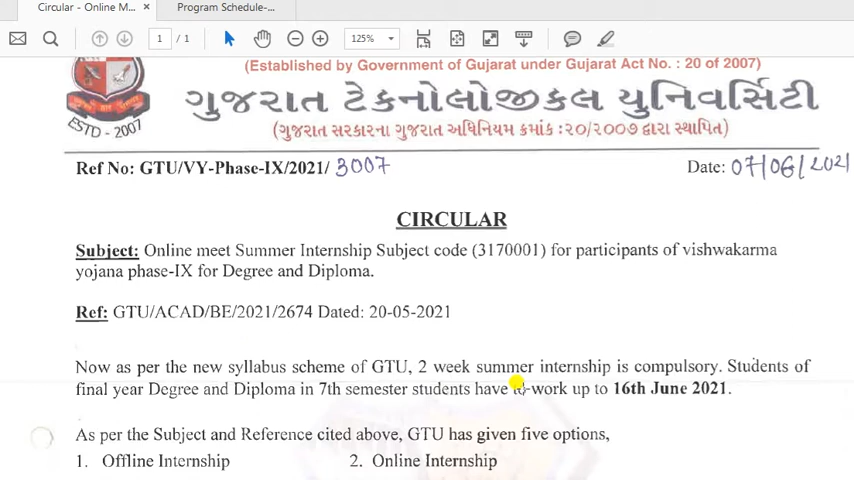 Circular - Online M... × Program Schedule-...
1 / 1 125%
(Established by Government of Gujarat under Gujarat Act No. : 20 of 2007)
ગુજરાત ટેકનોલોજીકલ યુનિવર્સિટી
(ગુજરાત સરકારના ગુજરાત અધિનિયમ ક્રમાંક :૨૦/૨૦૦૭ દ્વારા સ્થાપિત)
ESTD - 2007
Ref No: GTU/VY-Phase-IX/2021/ 3007 Date: 07/06/2021
CIRCULAR
Subject: Online meet Summer Internship Subject code (3170001) for participants of vishwakarma
yojana phase-IX for Degree and Diploma.
Ref: GTU/ACAD/BE/2021/2674 Dated: 20-05-2021
Now as per the new syllabus scheme of GTU, 2 week summer internship is compulsory. Students of
final year Degree and Diploma in 7th semester students have to work up to 16th June 2021.
As per the Subject and Reference cited above, GTU has given five options,
1. Offline Internship 2. Online Internship